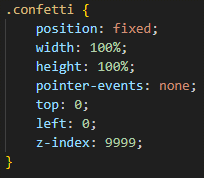 .confetti {
    position: fixed;
    width: 100%;
    height: 100%;
    pointer-events: none;
    top: 0;
    left: 0;
    z-index: 9999;
}